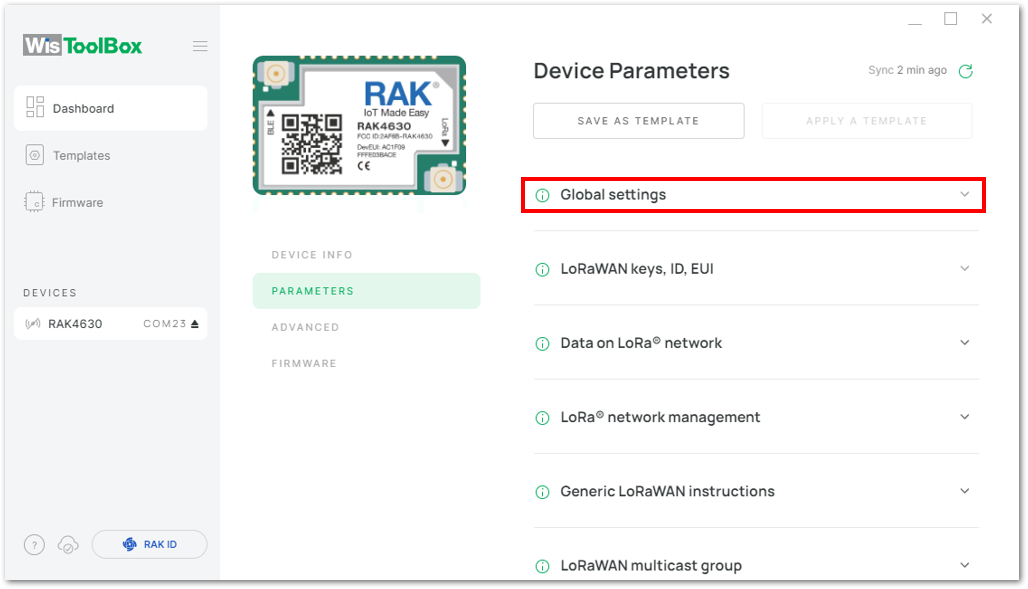 WisToolBox
Dashboard
Templates
Firmware
DEVICES
RAK4630 COM23
?
RAK ID
RAK®
IoT Made Easy
RAK4630
FCC ID:2AF6B-RAK4630
DevEUI: AC1F09
FFFE03BACE
CE
BLE
LoRa
DEVICE INFO
PARAMETERS
ADVANCED
FIRMWARE
Device Parameters
Sync 2 min ago
SAVE AS TEMPLATE
APPLY A TEMPLATE
Global settings
LoRaWAN keys, ID, EUI
Data on LoRa® network
LoRa® network management
Generic LoRaWAN instructions
LoRaWAN multicast group